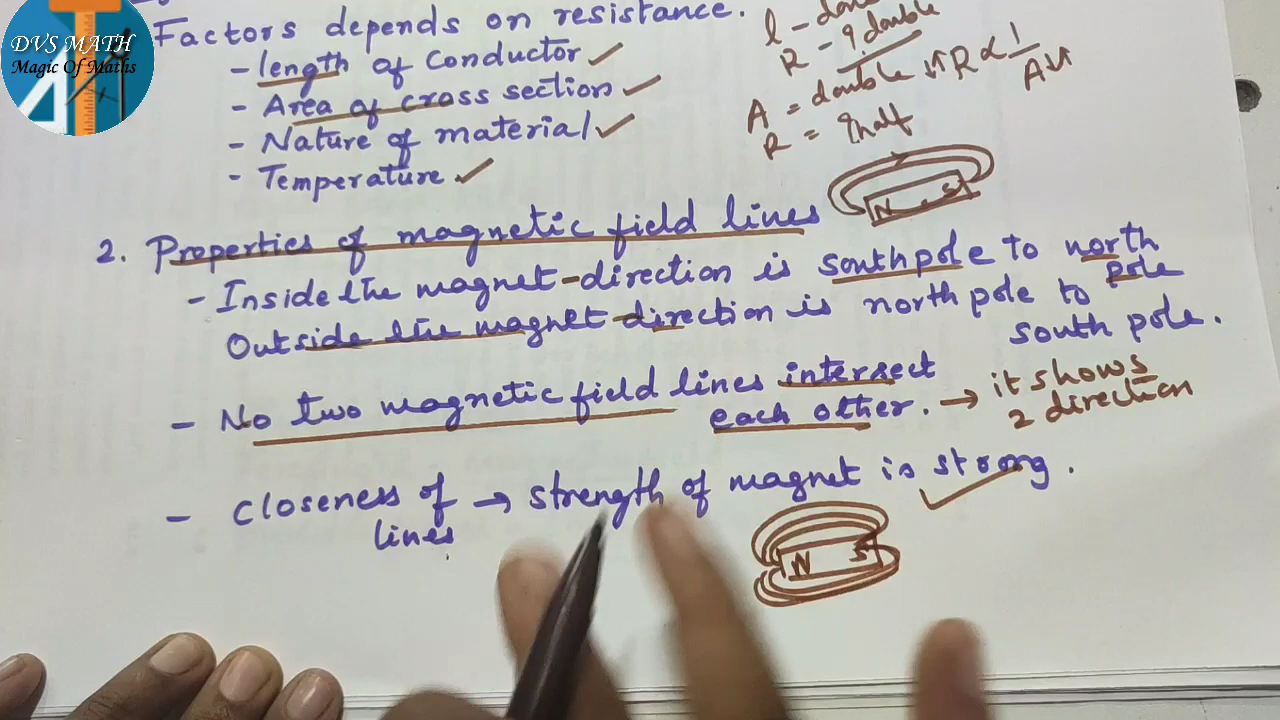 DVS MATH
Magic Of Maths
Factors depends on resistance.
- length of conductor
- Area of cross section
- Nature of material
- Temperature
R - double
A = double R ∝ 1/A
R = half
2. Properties of magnetic field lines
N S
- Inside the magnet - direction is south pole to north pole
Outside the magnet - direction is north pole to south pole.
- No two magnetic field lines intersect
each other. → it shows
2 direction
- closeness of → strength of magnet is strong.
lines
N S